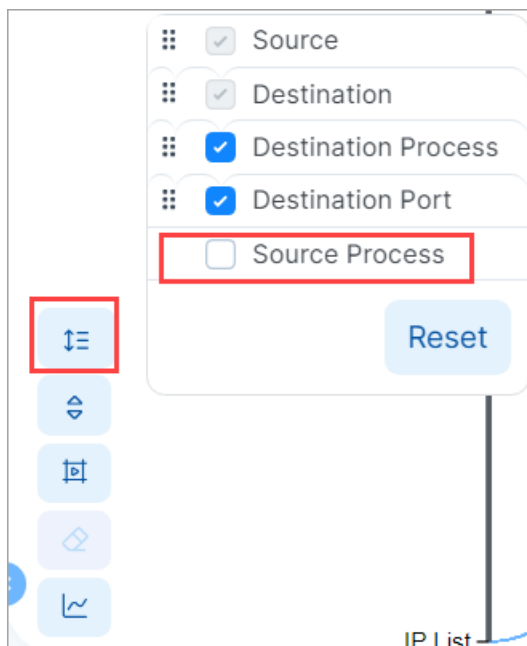 Source
Destination
Destination Process
Destination Port
Source Process
Reset
IP List